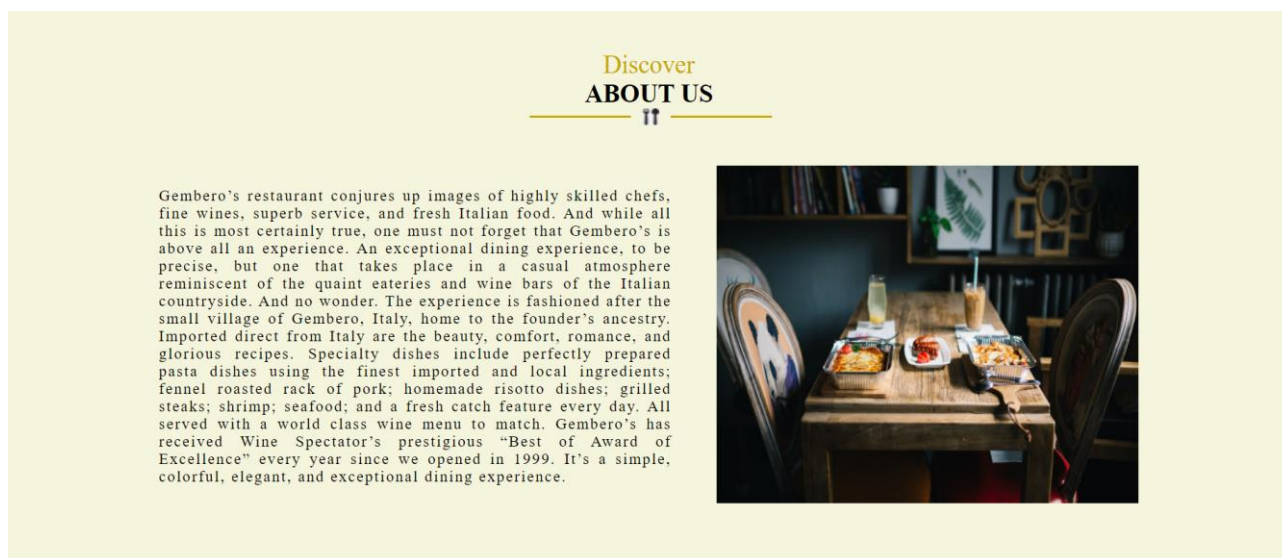 Discover
ABOUT US
Gembero’s restaurant conjures up images of highly skilled chefs,
fine wines, superb service, and fresh Italian food. And while all
this is most certainly true, one must not forget that Gembero’s is
above all an experience. An exceptional dining experience, to be
precise, but one that takes place in a casual atmosphere
reminiscent of the quaint eateries and wine bars of the Italian
countryside. And no wonder. The experience is fashioned after the
small village of Gembero, Italy, home to the founder’s ancestry.
Imported direct from Italy are the beauty, comfort, romance, and
glorious recipes. Specialty dishes include perfectly prepared
pasta dishes using the finest imported and local ingredients;
fennel roasted rack of pork; homemade risotto dishes; grilled
steaks; shrimp; seafood; and a fresh catch feature every day. All
served with a world class wine menu to match. Gembero’s has
received Wine Spectator’s prestigious “Best of Award of
Excellence” every year since we opened in 1999. It’s a simple,
colorful, elegant, and exceptional dining experience.